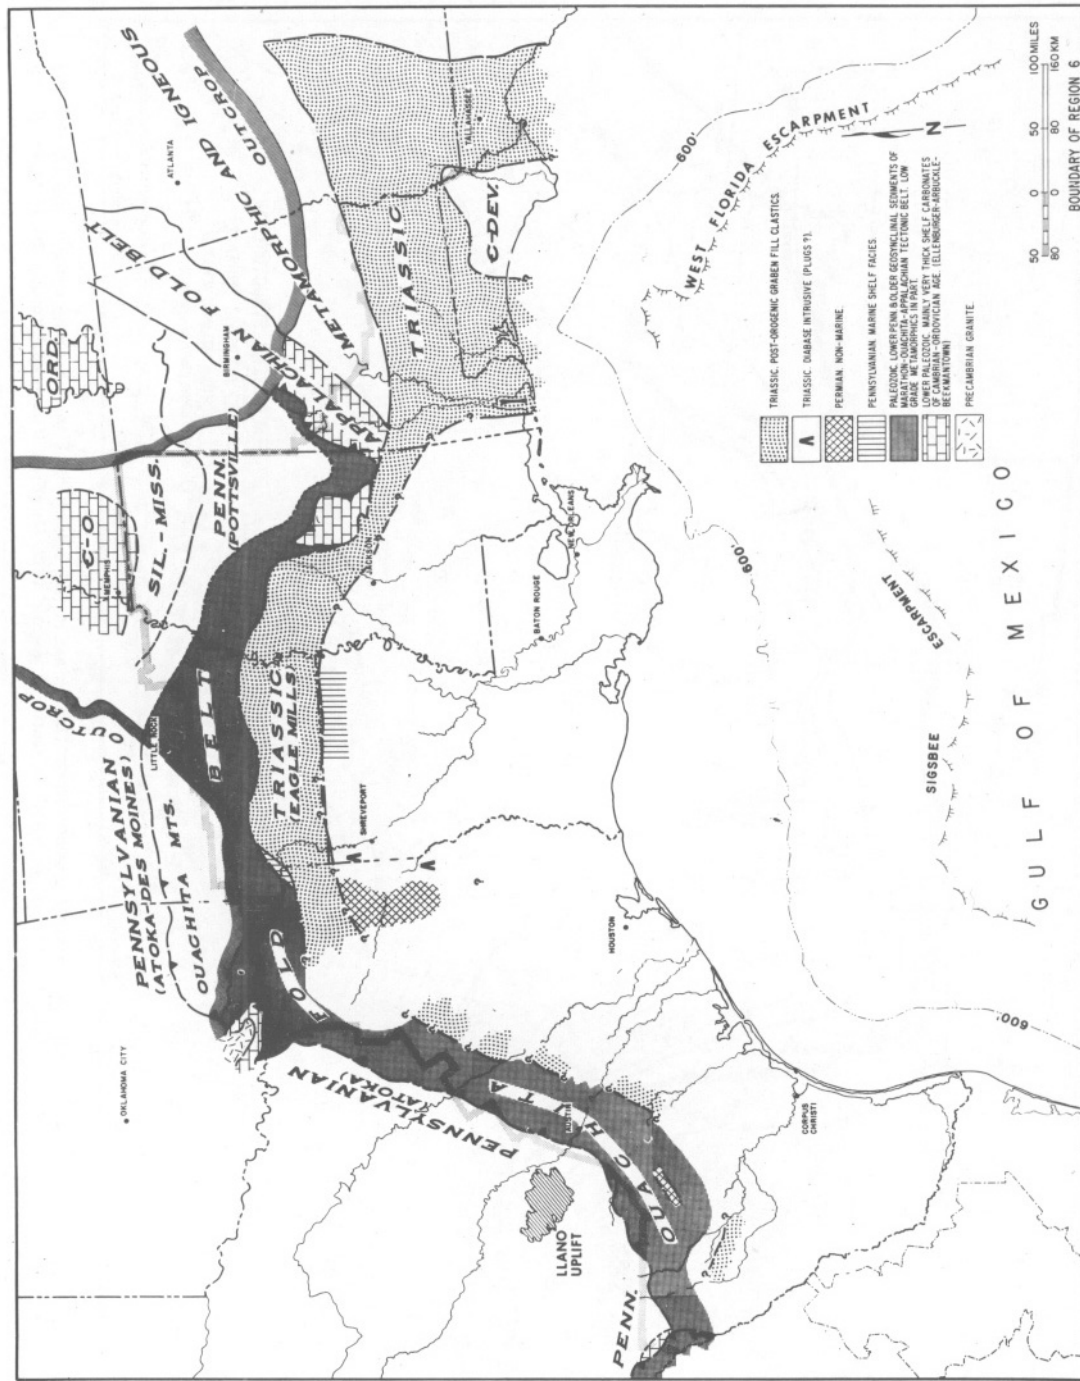 METAMORPHIC AND IGNEOUS
OUTCROP
ATLANTA
APPALACHIAN FOLD BELT
BIRMINGHAM
ORD.
TRIASSIC
TALLAHASSEE
Є-DEV.
PENN.
(POTTSVILLE)
SIL.-MISS.
Є-O
MEMPHIS
OUTCROP
PENNSYLVANIAN
(ATOKA-DES MOINES)
LITTLE ROCK
OUACHITA MTS.
OUACHITA FOLD BELT
TRIASSIC
(EAGLE MILLS)
JACKSON
SHREVEPORT
BATON ROUGE
NEW ORLEANS
OKLAHOMA CITY
PENNSYLVANIAN
(ATOKA)
AUSTIN
HOUSTON
LLANO
UPLIFT
PENN.
CORPUS
CHRISTI
600'
600'
600'
WEST FLORIDA ESCARPMENT
SIGSBEE ESCARPMENT
GULF OF MEXICO
N
TRIASSIC, POST-OROGENIC GRABEN FILL CLASTICS.
TRIASSIC, DIABASE INTRUSIVE (PLUGS ?).
PERMIAN, NON-MARINE.
PENNSYLVANIAN, MARINE SHELF FACIES.
PALEOZOIC, LOWER PENN. & OLDER GEOSYNCLINAL SEDIMENTS OF
MARATHON-OUACHITA-APPALACHIAN TECTONIC BELT. LOW
GRADE METAMORPHICS IN PART.
LOWER PALEOZOIC, MAINLY VERY THICK SHELF CARBONATES
OF CAMBRIAN-ORDOVICIAN AGE. (ELLENBURGER-ARBUCKLE-
BEEKMANTOWN)
PRECAMBRIAN GRANITE.
50 0 50 100 MILES
80 0 80 160 KM
BOUNDARY OF REGION 6